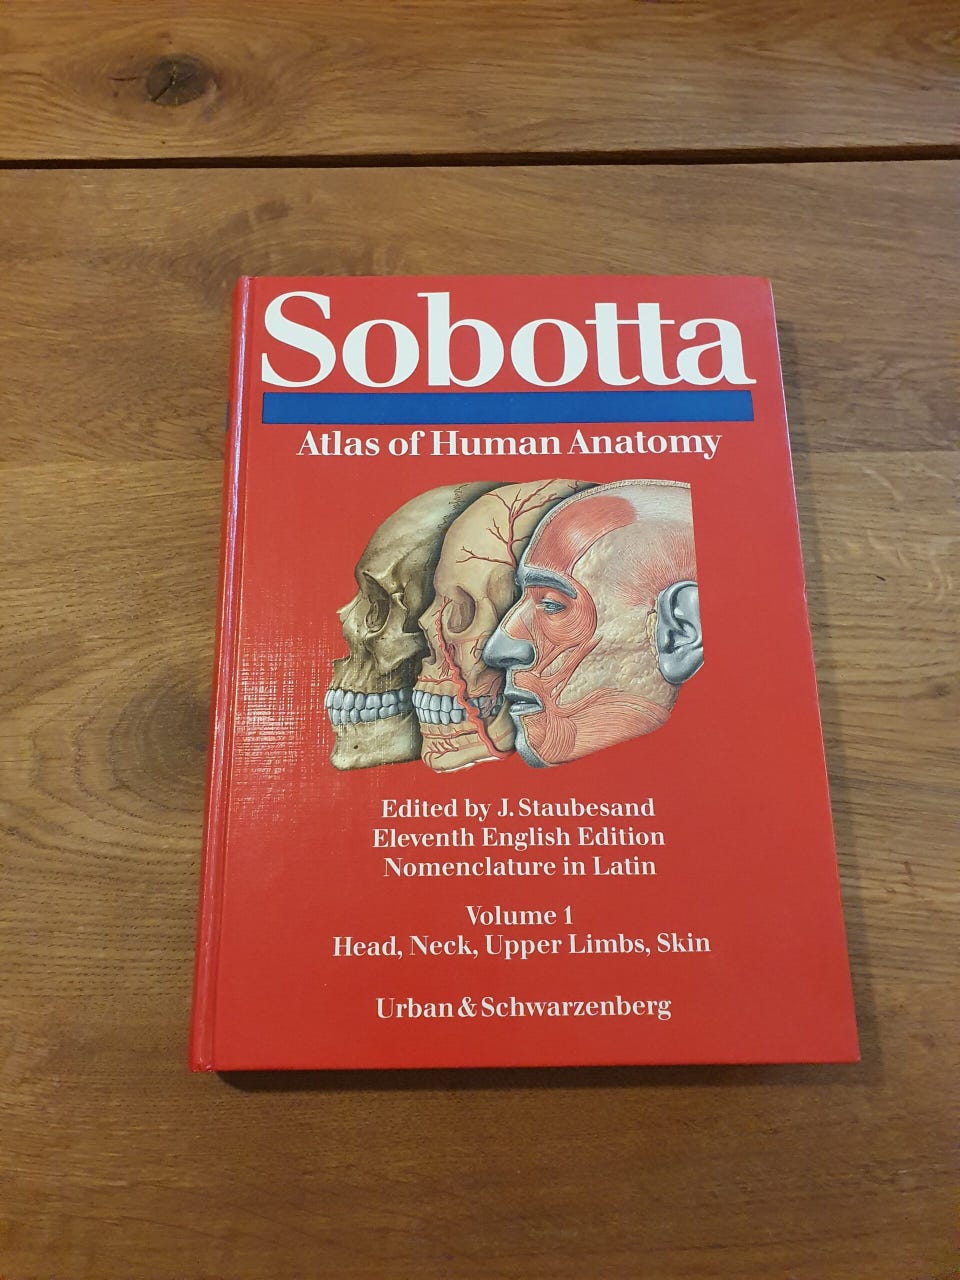 Sobotta
Atlas of Human Anatomy
Edited by J. Staubesand
Eleventh English Edition
Nomenclature in Latin
Volume 1
Head, Neck, Upper Limbs, Skin
Urban & Schwarzenberg